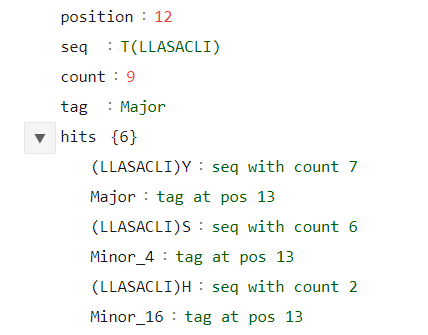 position : 12
seq : T(LLASACLI)
count : 9
tag : Major
hits {6}
(LLASACLI)Y : seq with count 7
Major : tag at pos 13
(LLASACLI)S : seq with count 6
Minor_4 : tag at pos 13
(LLASACLI)H : seq with count 2
Minor_16 : tag at pos 13